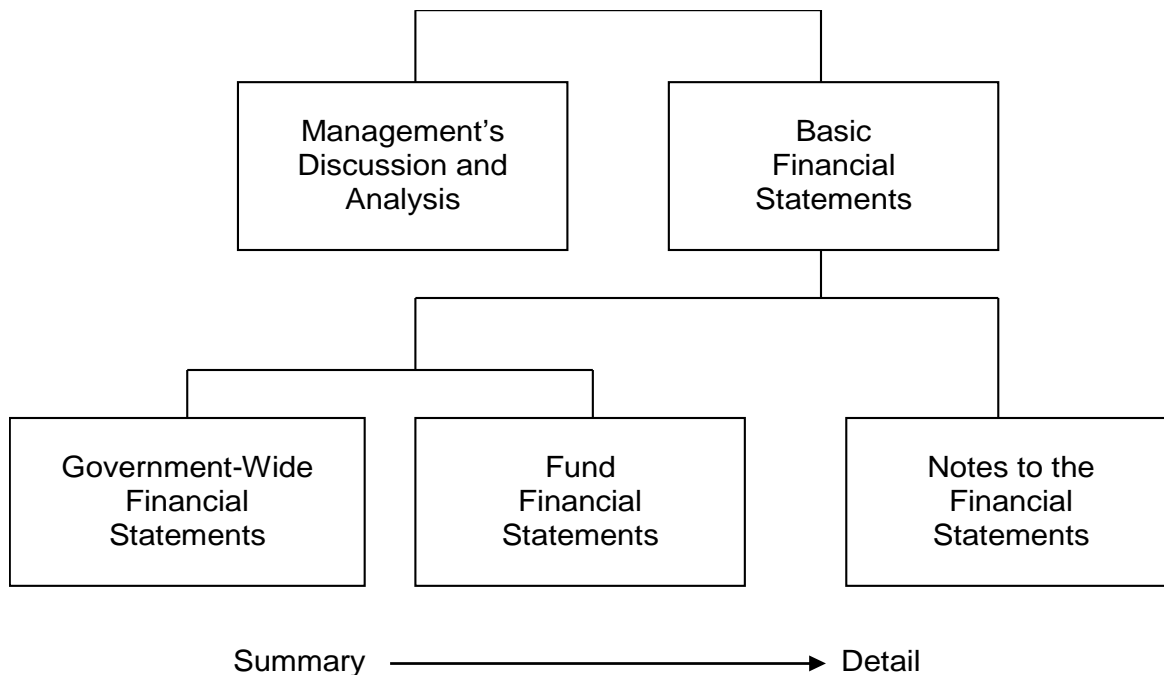 Management’s
Discussion and
Analysis
Basic
Financial
Statements
Government-Wide
Financial
Statements
Fund
Financial
Statements
Notes to the
Financial
Statements
Summary
Detail